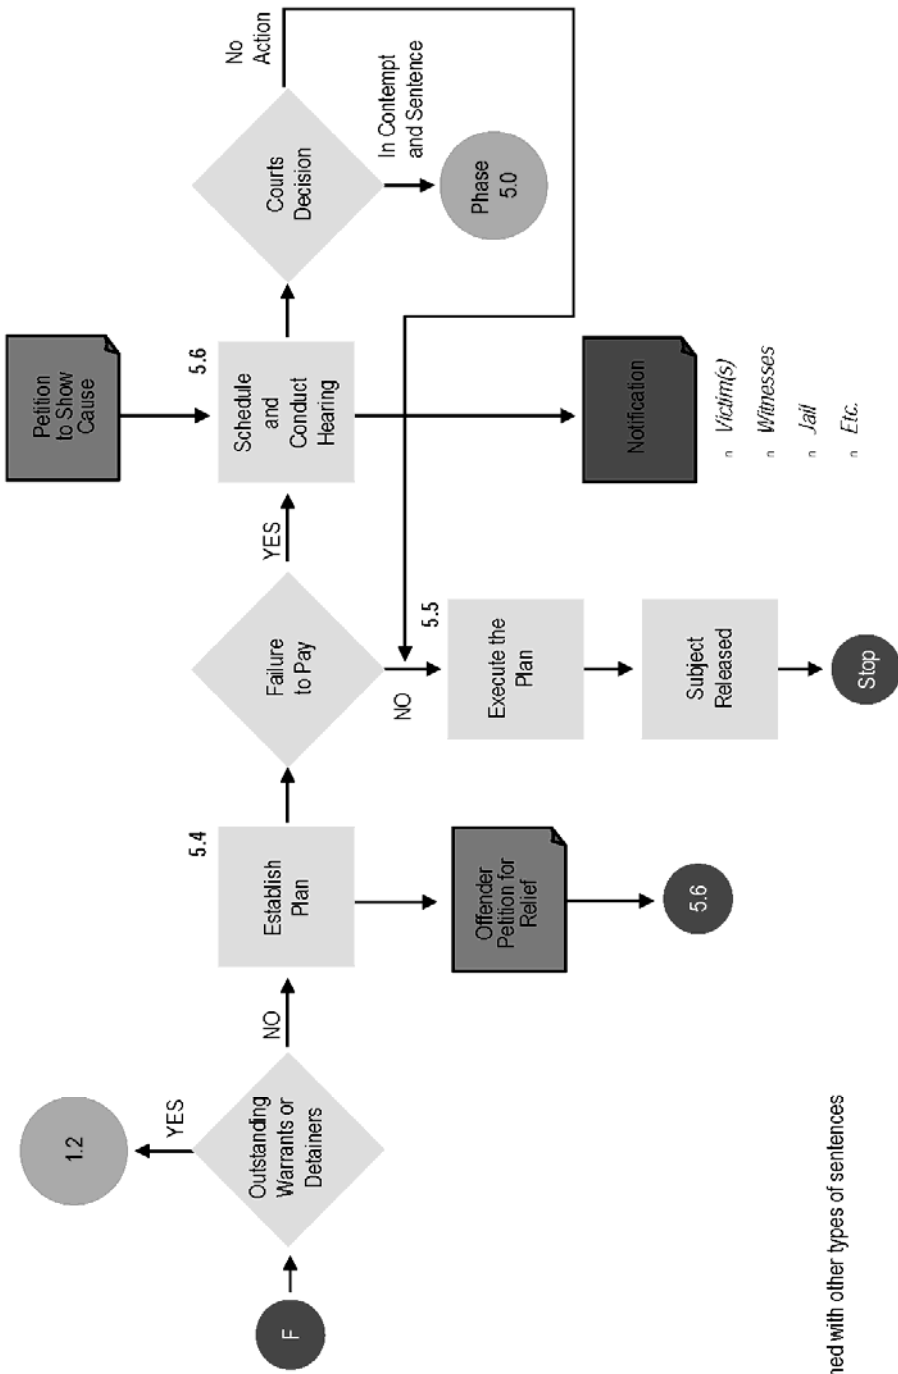 F
Outstanding
Warrants or
Detainers
YES
1.2
NO
5.4
Establish
Plan
Offender
Petition for
Relief
5.6
Failure
to Pay
NO
YES
5.5
Execute the
Plan
Subject
Released
Stop
Petition
to Show
Cause
5.6
Schedule
and
Conduct
Hearing
Notification
n Victim(s)
n Witnesses
n Jail
n Etc.
Courts
Decision
No
Action
In Contempt
and Sentence
Phase
5.0
with other types of sentences